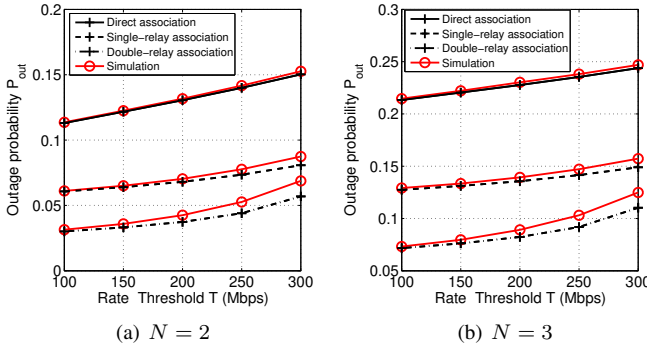 Direct association
Single-relay association
Double-relay association
Simulation
Outage probability P_out
0.2
0.15
0.1
0.05
0
100 150 200 250 300
Rate Threshold T (Mbps)
(a) N = 2
Direct association
Single-relay association
Double-relay association
Simulation
Outage probability P_out
0.3
0.25
0.2
0.15
0.1
0.05
100 150 200 250 300
Rate Threshold T (Mbps)
(b) N = 3